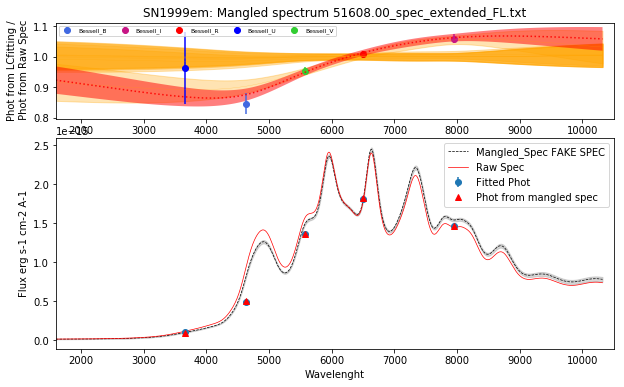 SN1999em: Mangled spectrum 51608.00_spec_extended_FL.txt
Phot from LCfitting /
Phot from Raw Spec
1.1
1.0
0.9
0.8
Bessell_B
Bessell_I
Bessell_R
Bessell_U
Bessell_V
2000 3000 4000 5000 6000 7000 8000 9000 10000
Flux erg s-1 cm-2 A-1
2.5
2.0
1.5
1.0
0.5
0.0
Mangled_Spec FAKE SPEC
Raw Spec
Fitted Phot
Phot from mangled spec
2000 3000 4000 5000 6000 7000 8000 9000 10000
Wavelenght